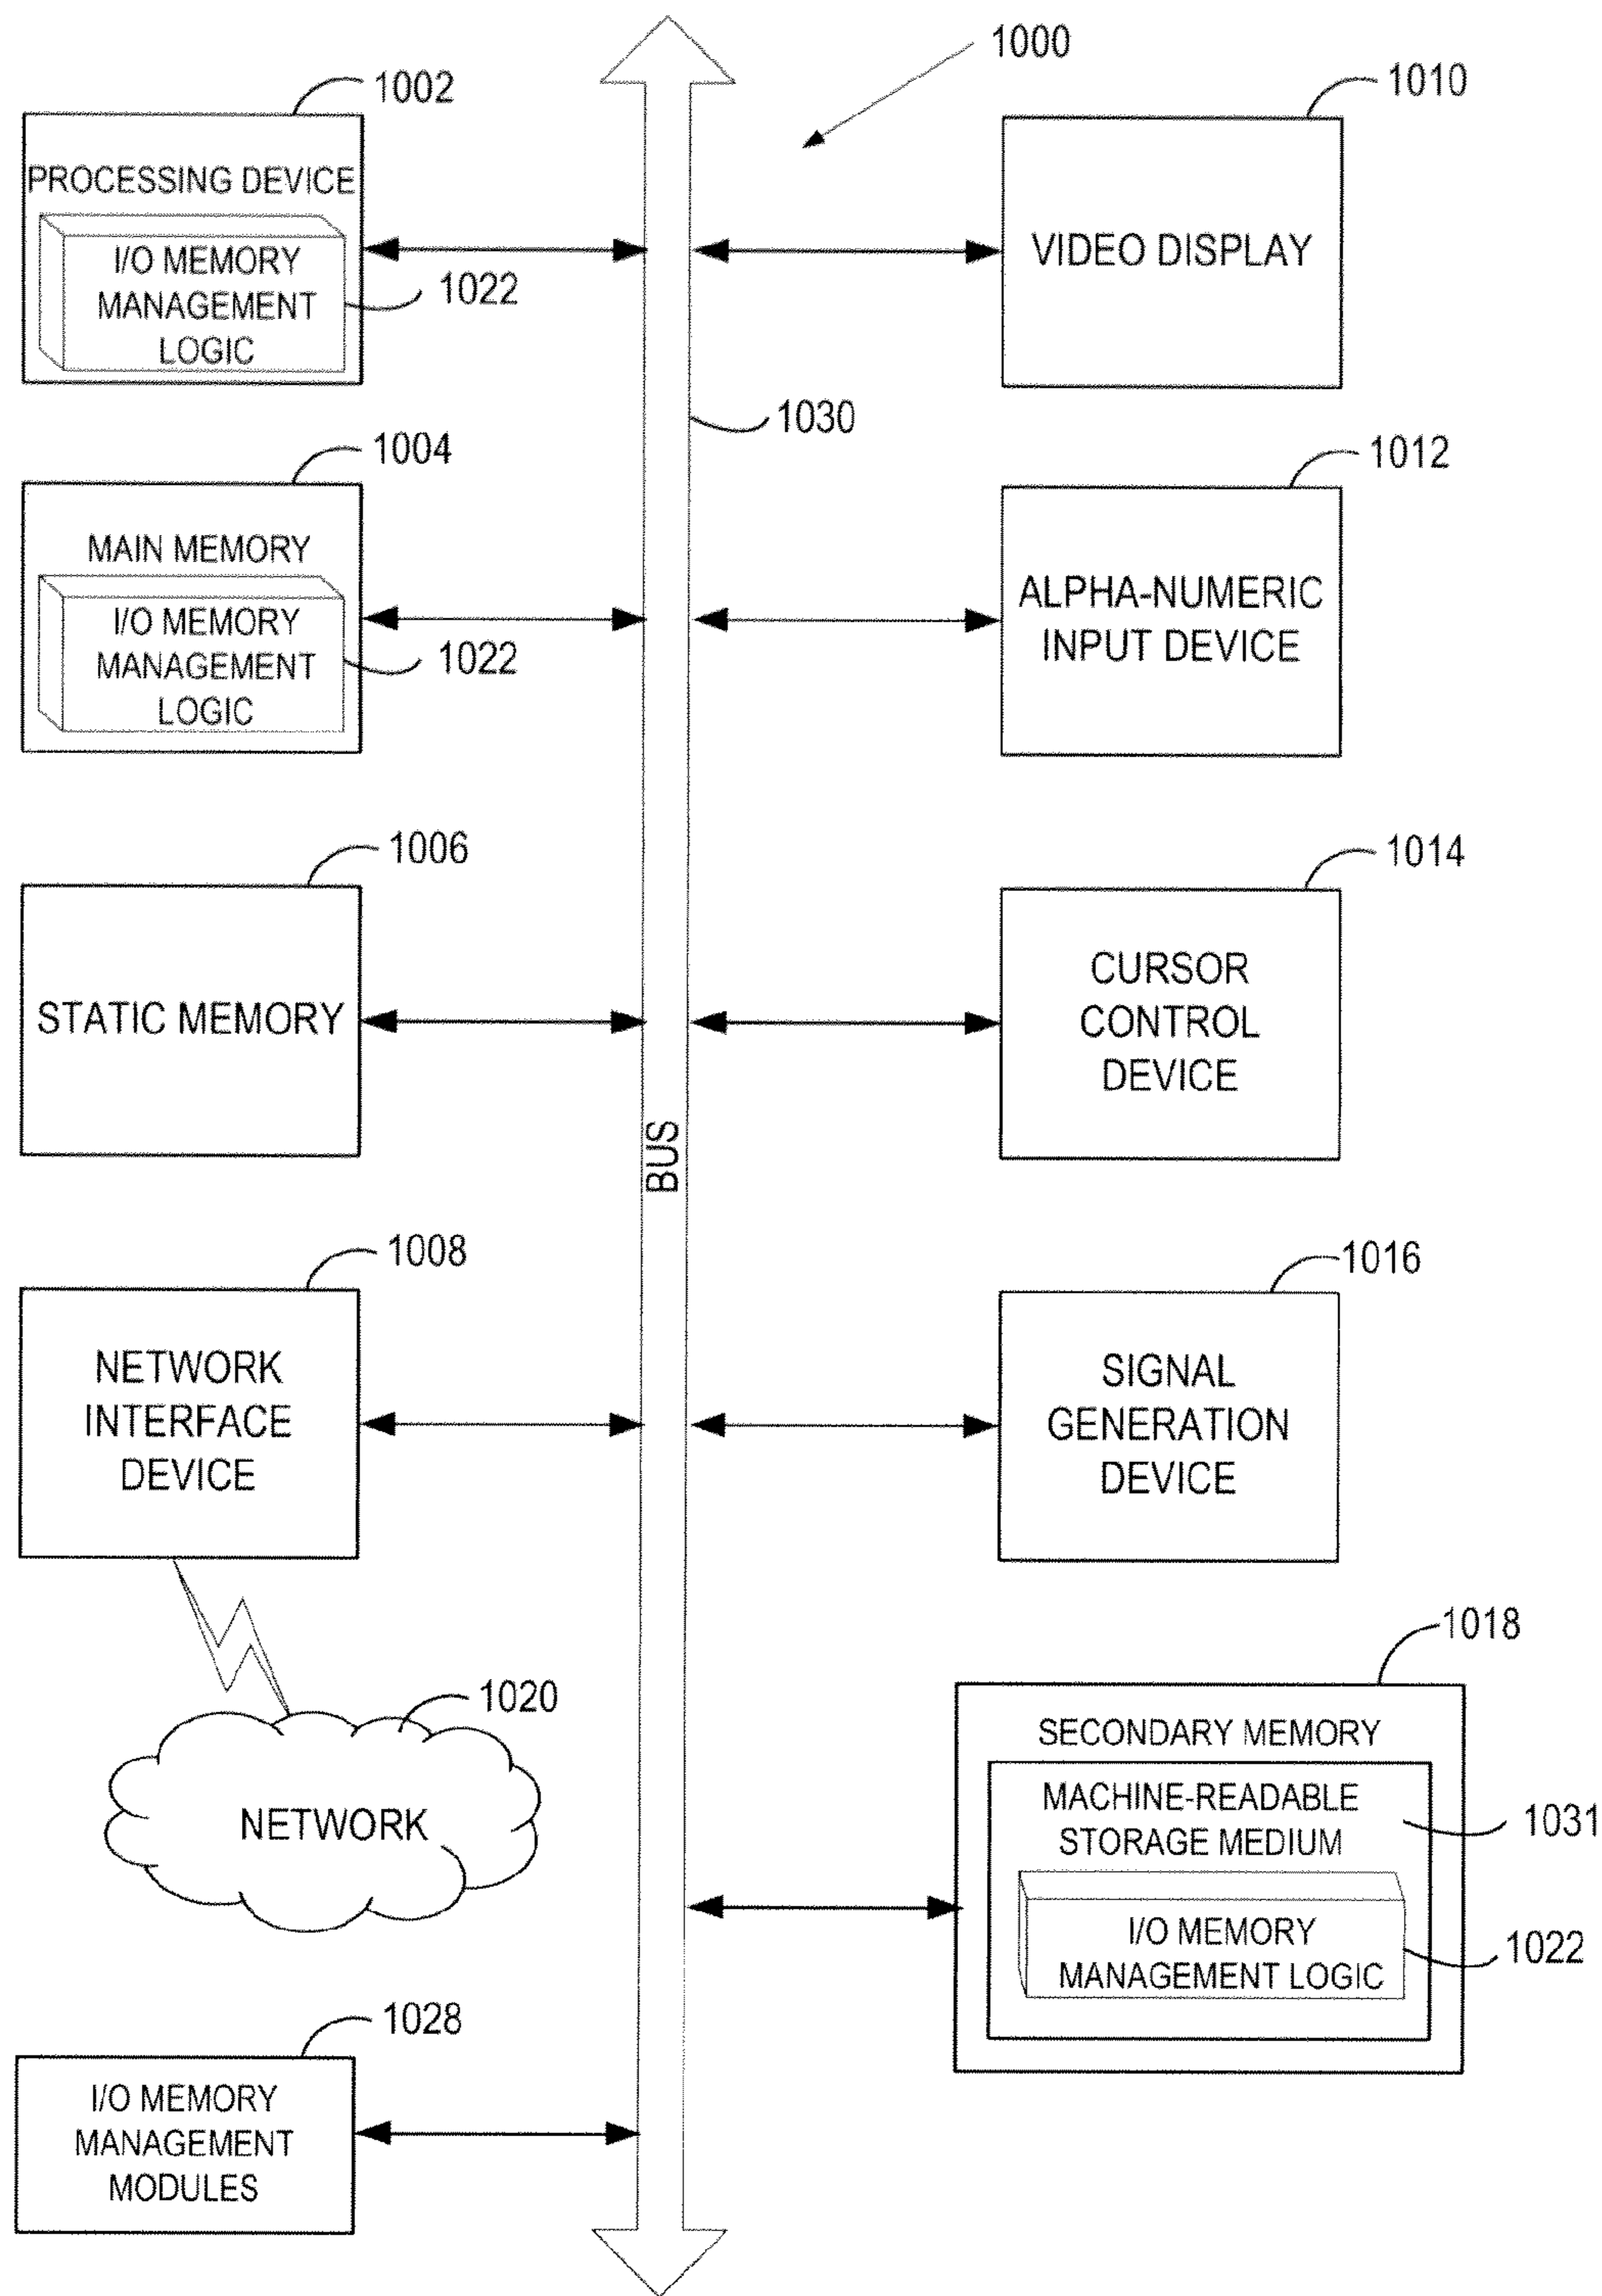 1000
1002
PROCESSING DEVICE
I/O MEMORY
MANAGEMENT
LOGIC
1022
1010
VIDEO DISPLAY
1030
1004
MAIN MEMORY
I/O MEMORY
MANAGEMENT
LOGIC
1022
1012
ALPHA-NUMERIC
INPUT DEVICE
1006
STATIC MEMORY
1014
CURSOR
CONTROL
DEVICE
BUS
1008
NETWORK
INTERFACE
DEVICE
1016
SIGNAL
GENERATION
DEVICE
1020
NETWORK
1018
SECONDARY MEMORY
MACHINE-READABLE
STORAGE MEDIUM
1031
I/O MEMORY
MANAGEMENT LOGIC
1022
1028
I/O MEMORY
MANAGEMENT
MODULES